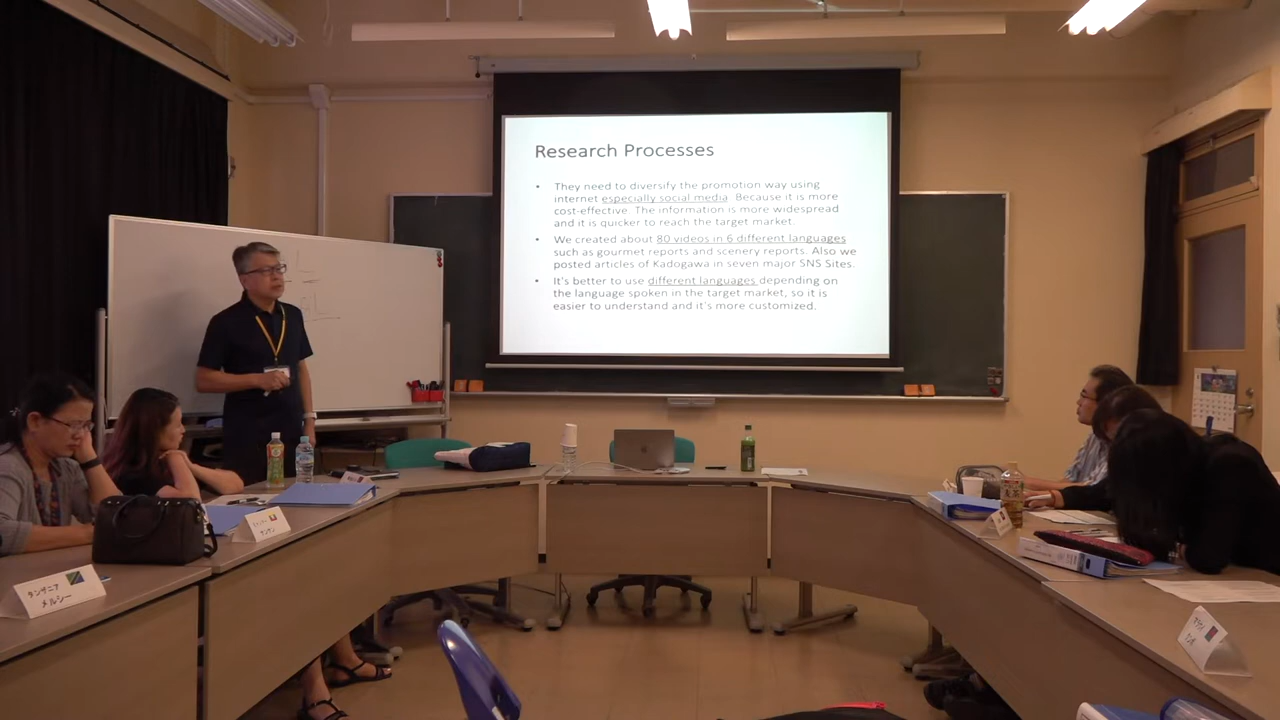 Research Processes
• They need to diversify the promotion way using
internet especially social media. Because it is more
cost-effective. The information is more widespread
and it is quicker to reach the target market.
• We created about 80 videos in 6 different languages
such as gourmet reports and scenery reports. Also we
posted articles of Kadogawa in seven major SNS Sites.
• It's better to use different languages depending on
the language spoken in the target market, so it is
easier to understand and it's more customized.
タンザニア
メルシー